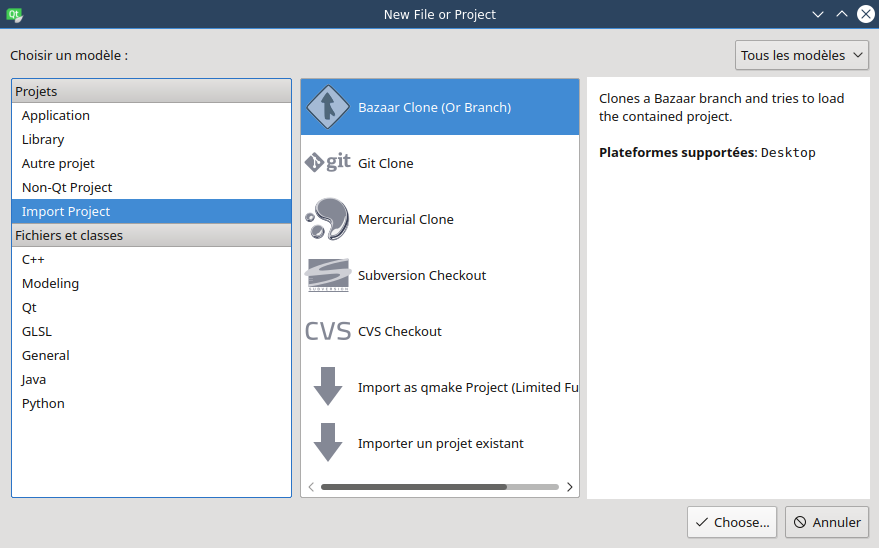 New File or Project
Choisir un modèle :
Tous les modèles
Projets
Application
Library
Autre projet
Non-Qt Project
Import Project
Fichiers et classes
C++
Modeling
Qt
GLSL
General
Java
Python
Bazaar Clone (Or Branch)
git Git Clone
Mercurial Clone
SUBVERSION
Subversion Checkout
CVS CVS Checkout
Import as qmake Project (Limited Fu
Importer un projet existant
Clones a Bazaar branch and tries to load
the contained project.
Plateformes supportées: Desktop
Choose...
Annuler